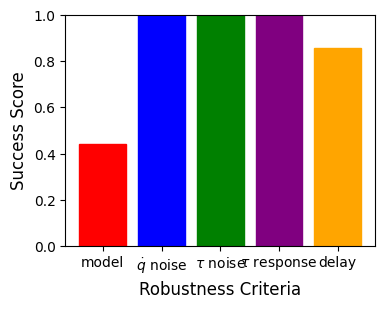 Success Score
1.0
0.8
0.6
0.4
0.2
0.0
model
q̇ noise
τ noise
τ response
delay
Robustness Criteria